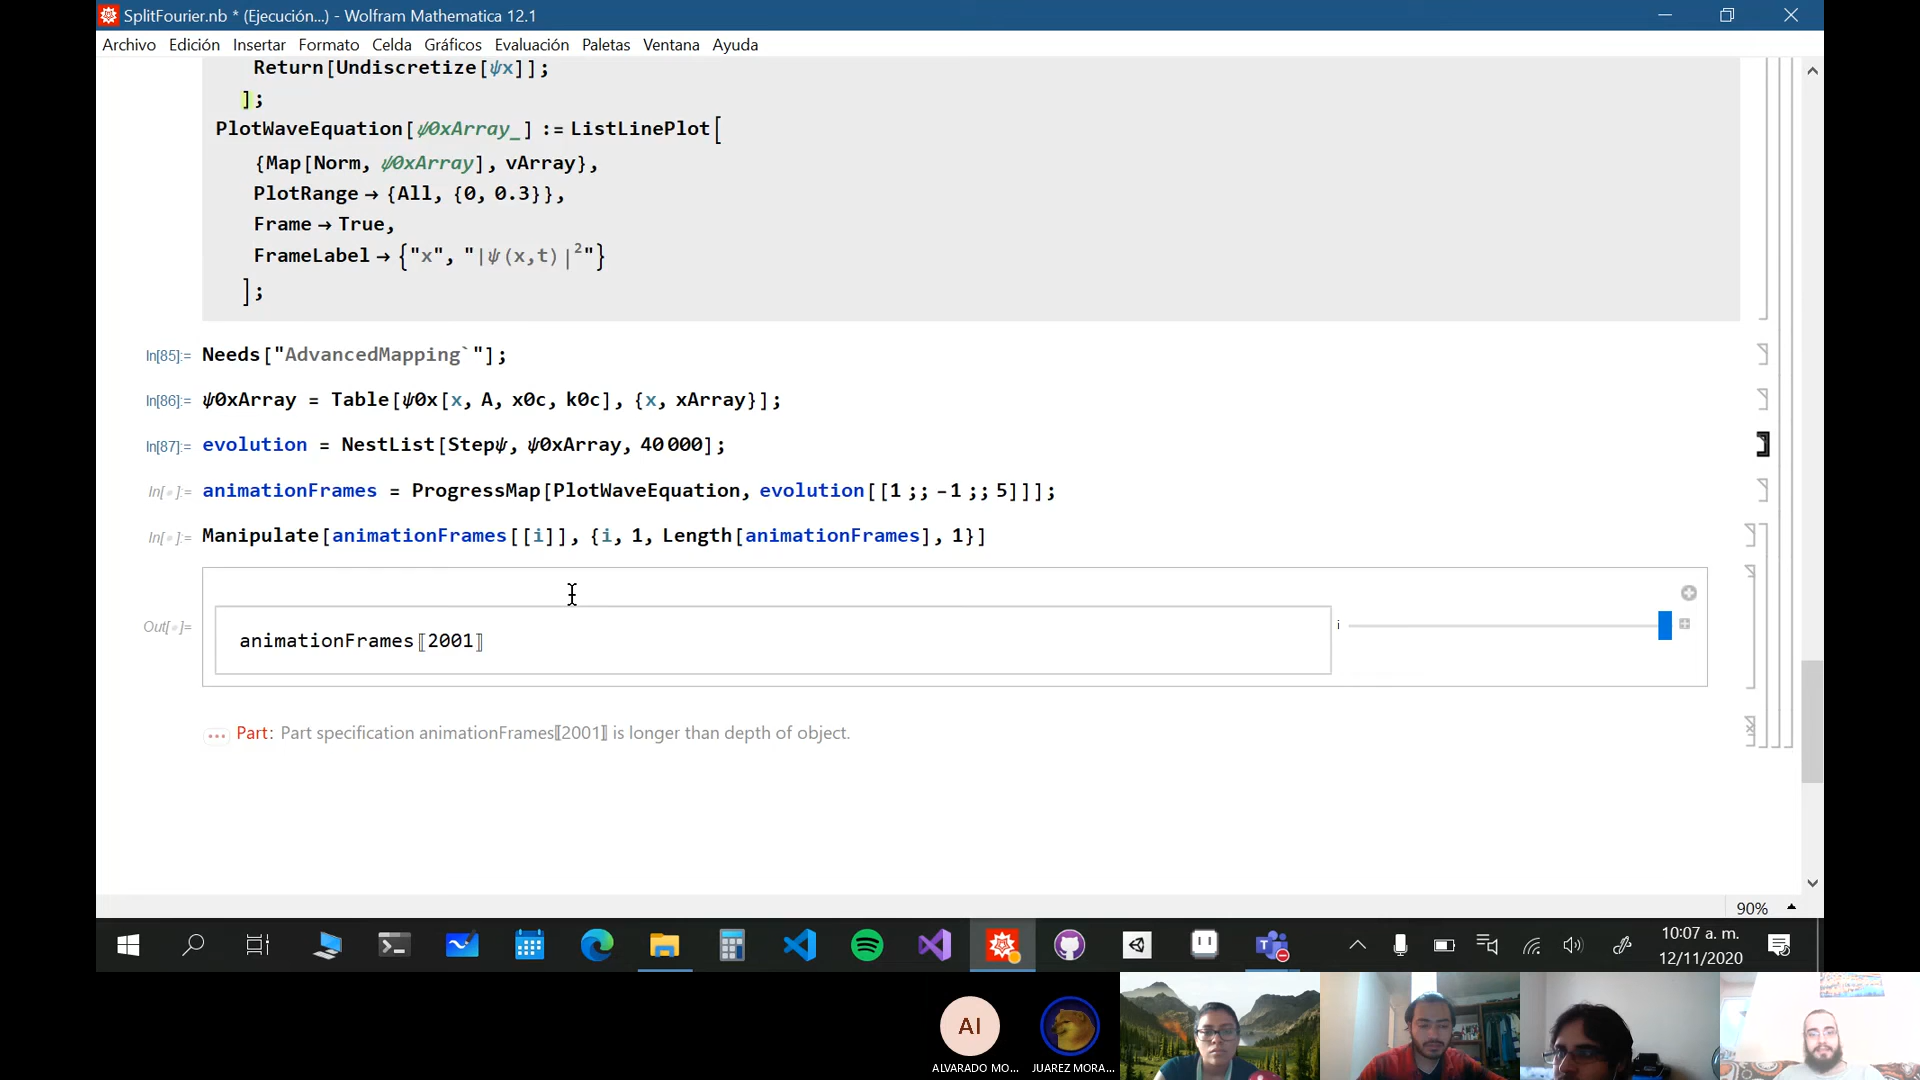 SplitFourier.nb * (Ejecución...) - Wolfram Mathematica 12.1
Archivo Edición Insertar Formato Celda Gráficos Evaluación Paletas Ventana Ayuda
Return[Undiscretize[ψx]];
];
PlotWaveEquation[ψ0xArray_] := ListLinePlot[
{Map[Norm, ψ0xArray], vArray},
PlotRange → {All, {0, 0.3}},
Frame → True,
FrameLabel → {"x", "|ψ(x,t)|²"}
];
In[85]:= Needs["AdvancedMapping`"];
In[86]:= ψ0xArray = Table[ψ0x[x, A, x0c, k0c], {x, xArray}];
In[87]:= evolution = NestList[Stepψ, ψ0xArray, 40 000];
In[∘]:= animationFrames = ProgressMap[PlotWaveEquation, evolution[[1 ;; -1 ;; 5]]];
In[∘]:= Manipulate[animationFrames[[i]], {i, 1, Length[animationFrames], 1}]
Out[∘]= animationFrames〚2001〛 i
Part: Part specification animationFrames〚2001〛 is longer than depth of object.
90%
10:07 a. m.
12/11/2020
AI
ALVARADO MO... JUAREZ MORA...